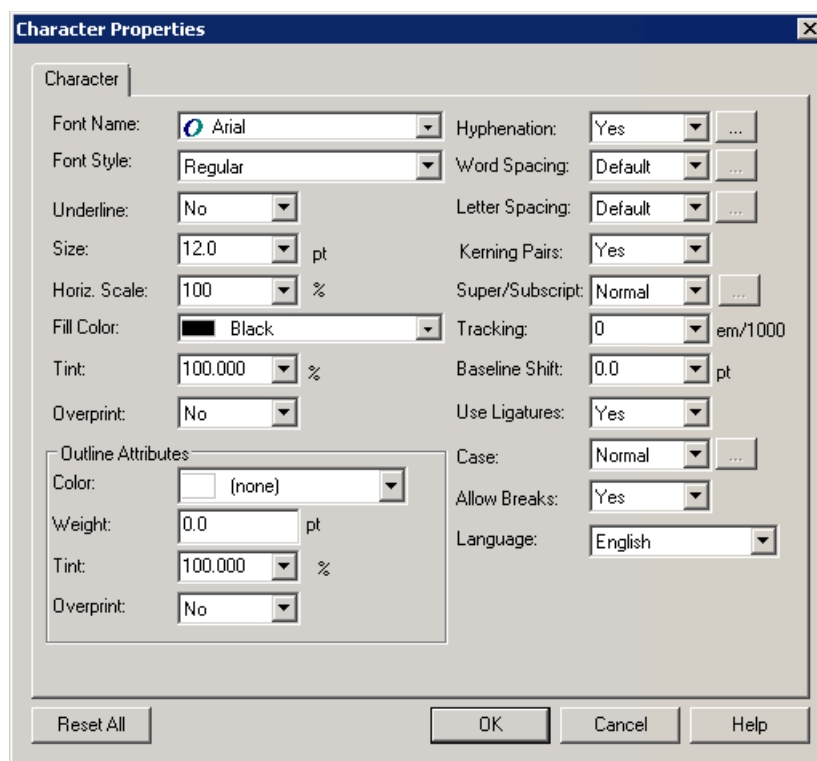 Character Properties
Character
Font Name: Arial
Font Style: Regular
Underline: No
Size: 12.0 pt
Horiz. Scale: 100 %
Fill Color: Black
Tint: 100.000 %
Overprint: No
Outline Attributes
Color: (none)
Weight: 0.0 pt
Tint: 100.000 %
Overprint: No
Hyphenation: Yes ...
Word Spacing: Default ...
Letter Spacing: Default ...
Kerning Pairs: Yes
Super/Subscript: Normal ...
Tracking: 0 em/1000
Baseline Shift: 0.0 pt
Use Ligatures: Yes
Case: Normal ...
Allow Breaks: Yes
Language: English
Reset All OK Cancel Help